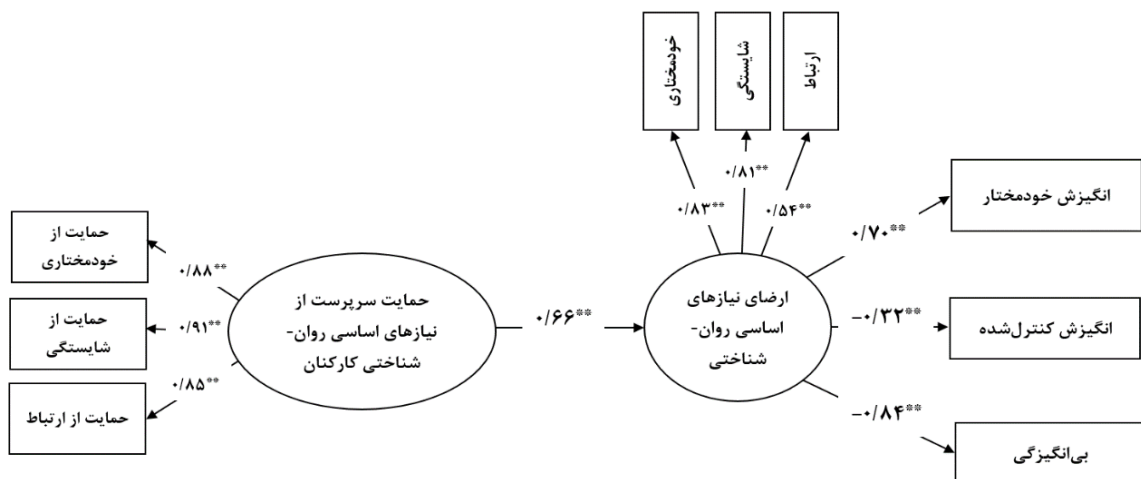 خودمختاری
شایستگی
ارتباط
۰/۸۳**
۰/۸۱**
۰/۵۴**
انگیزش خودمختار
۰/۷۰**
ارضای نیازهای
اساسی روان-
شناختی
−۰/۳۲**
انگیزش کنترل‌شده
−۰/۸۴**
بی‌انگیزگی
۰/۶۶**
حمایت سرپرست از
نیازهای اساسی روان-
شناختی کارکنان
حمایت از
خودمختاری
۰/۸۸**
حمایت از
شایستگی
۰/۹۱**
حمایت از ارتباط
۰/۸۵**